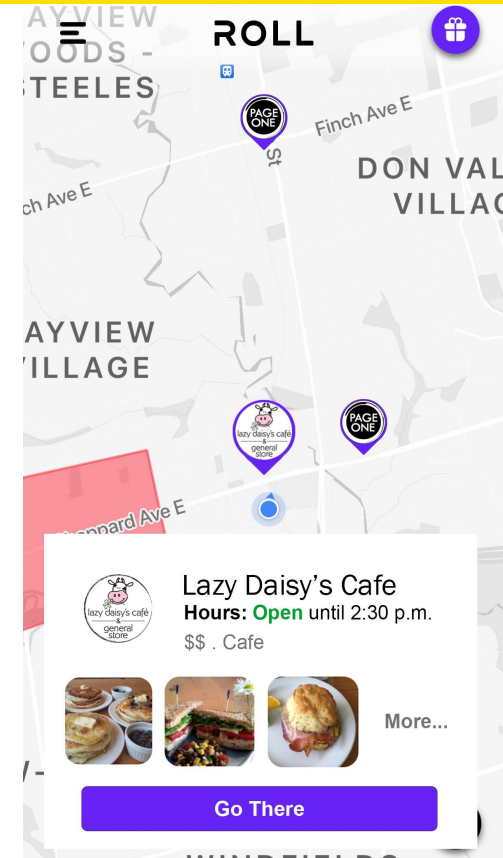 AYVIEW
OODS -
STEELES
ROLL
PAGE
ONE
St
Finch Ave E
DON VAL
VILLAG
ch Ave E
AYVIEW
VILLAGE
lazy daisy's café
&
general
store
PAGE
ONE
Sheppard Ave E
lazy daisy's café
&
general
store
Lazy Daisy's Cafe
Hours: Open until 2:30 p.m.
$$ . Cafe
More...
Go There
WINDFIELDS